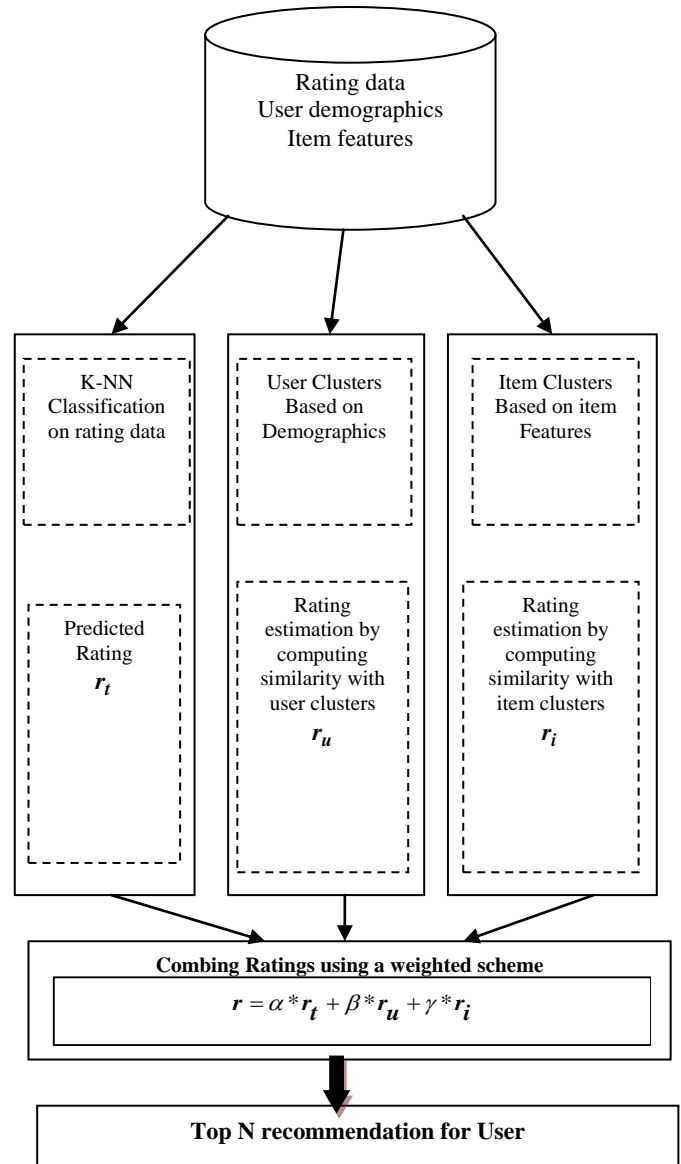 Rating data
User demographics
Item features
K-NN
Classification
on rating data
Predicted
Rating
r_t
User Clusters
Based on
Demographics
Rating
estimation by
computing
similarity with
user clusters
r_u
Item Clusters
Based on item
Features
Rating
estimation by
computing
similarity with
item clusters
r_i
Combing Ratings using a weighted scheme
r = α * r_t + β * r_u + γ * r_i
Top N recommendation for User